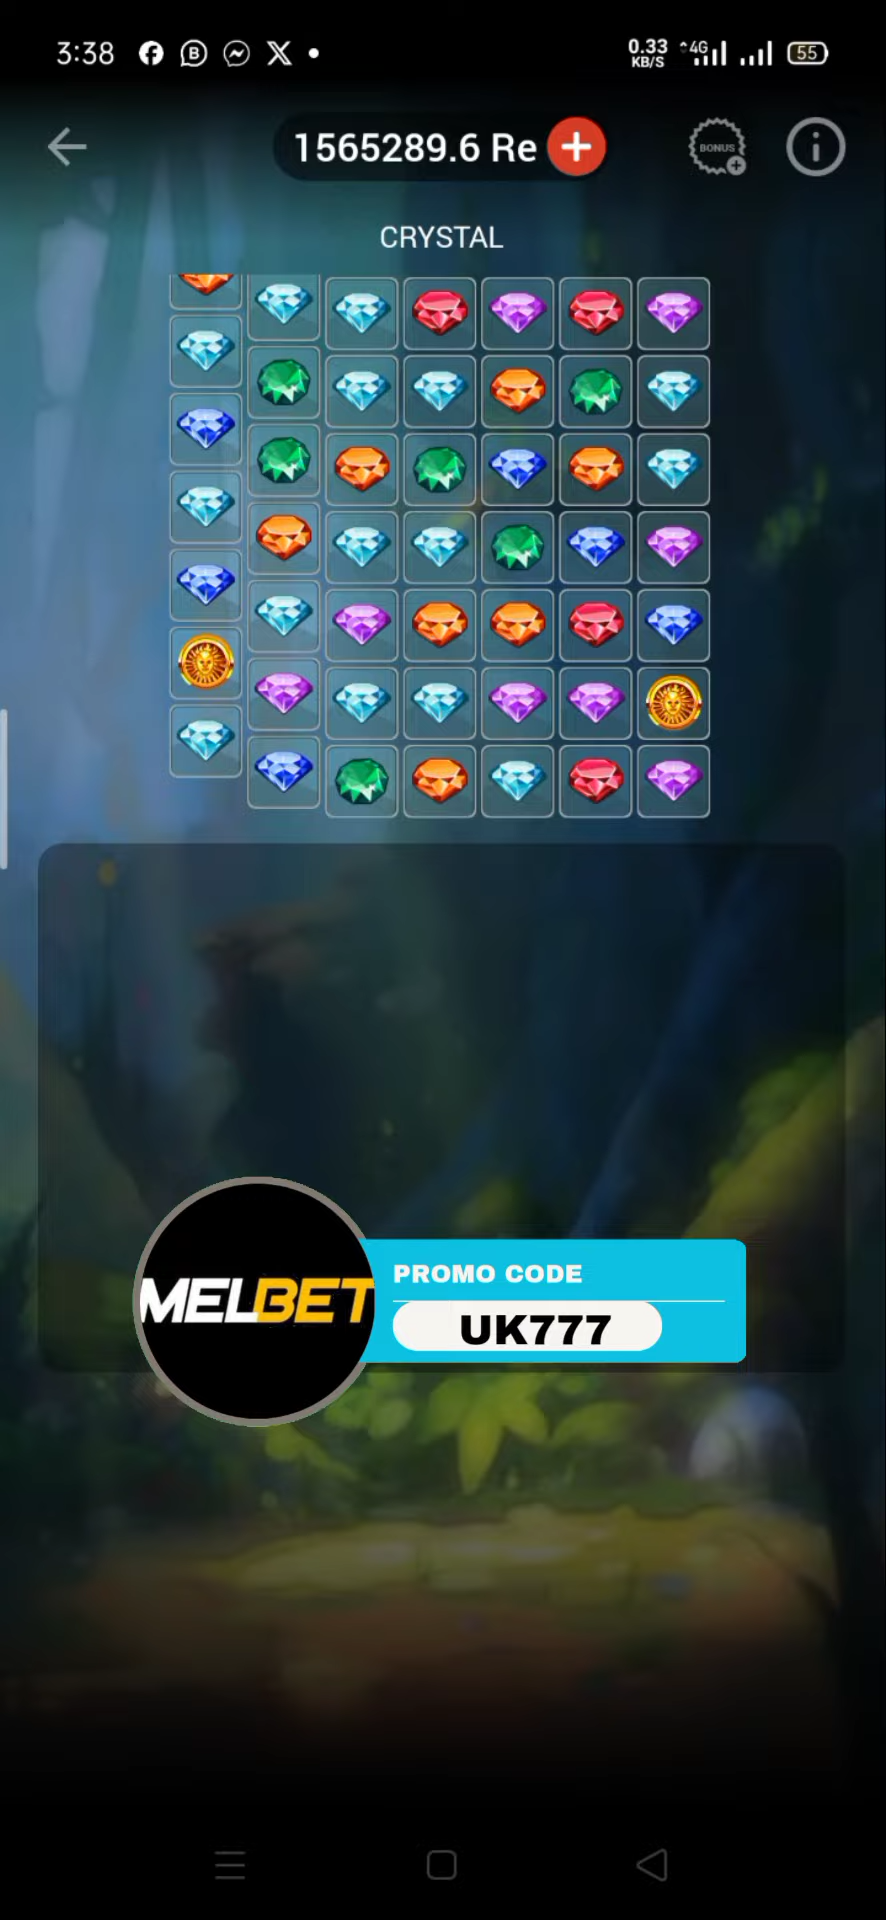 3:38
0.33 KB/S
4G
55
1565289.6 Re
BONUS
CRYSTAL
MELBET
PROMO CODE
UK777